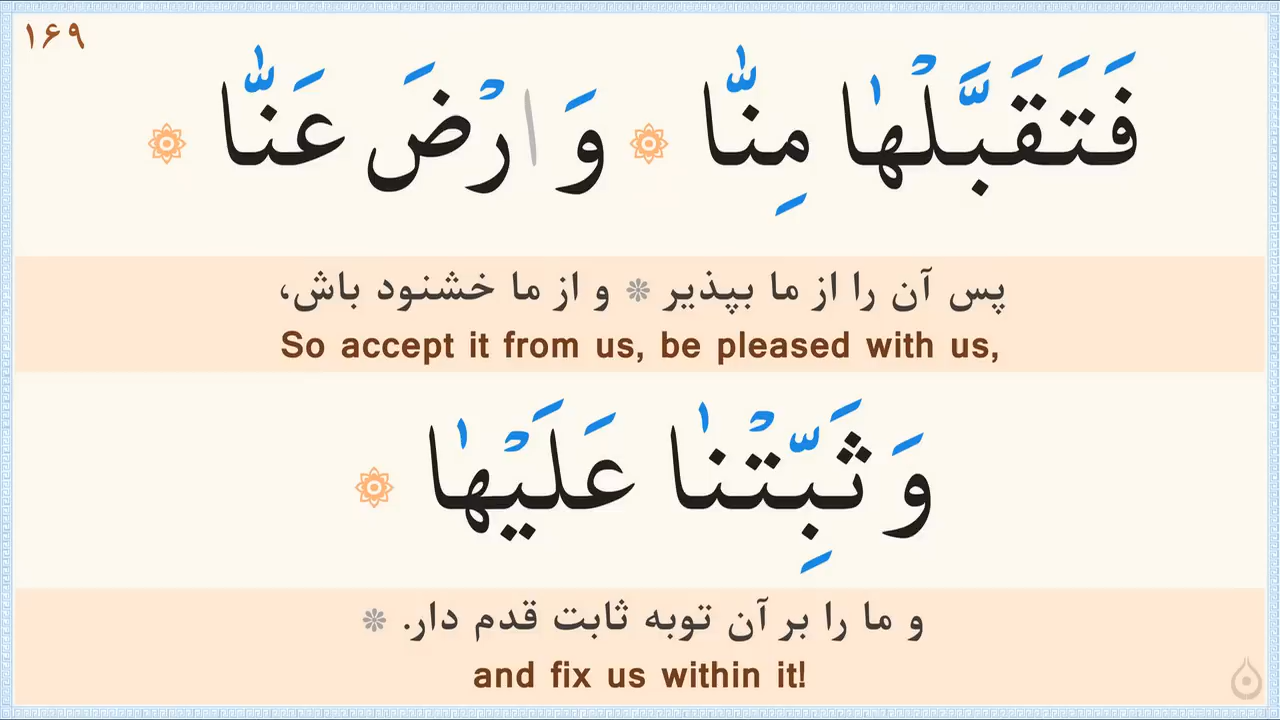 ۱۶۹
فَتَقَبَّلْهٰا مِنّٰا ۞ وَ ارْضَ عَنّٰا ۞
پس آن را از ما بپذیر * و از ما خشنود باش،
So accept it from us, be pleased with us,
وَ ثَبِّتْنٰا عَلَيْهٰا ۞
و ما را بر آن توبه ثابت قدم دار. *
and fix us within it!